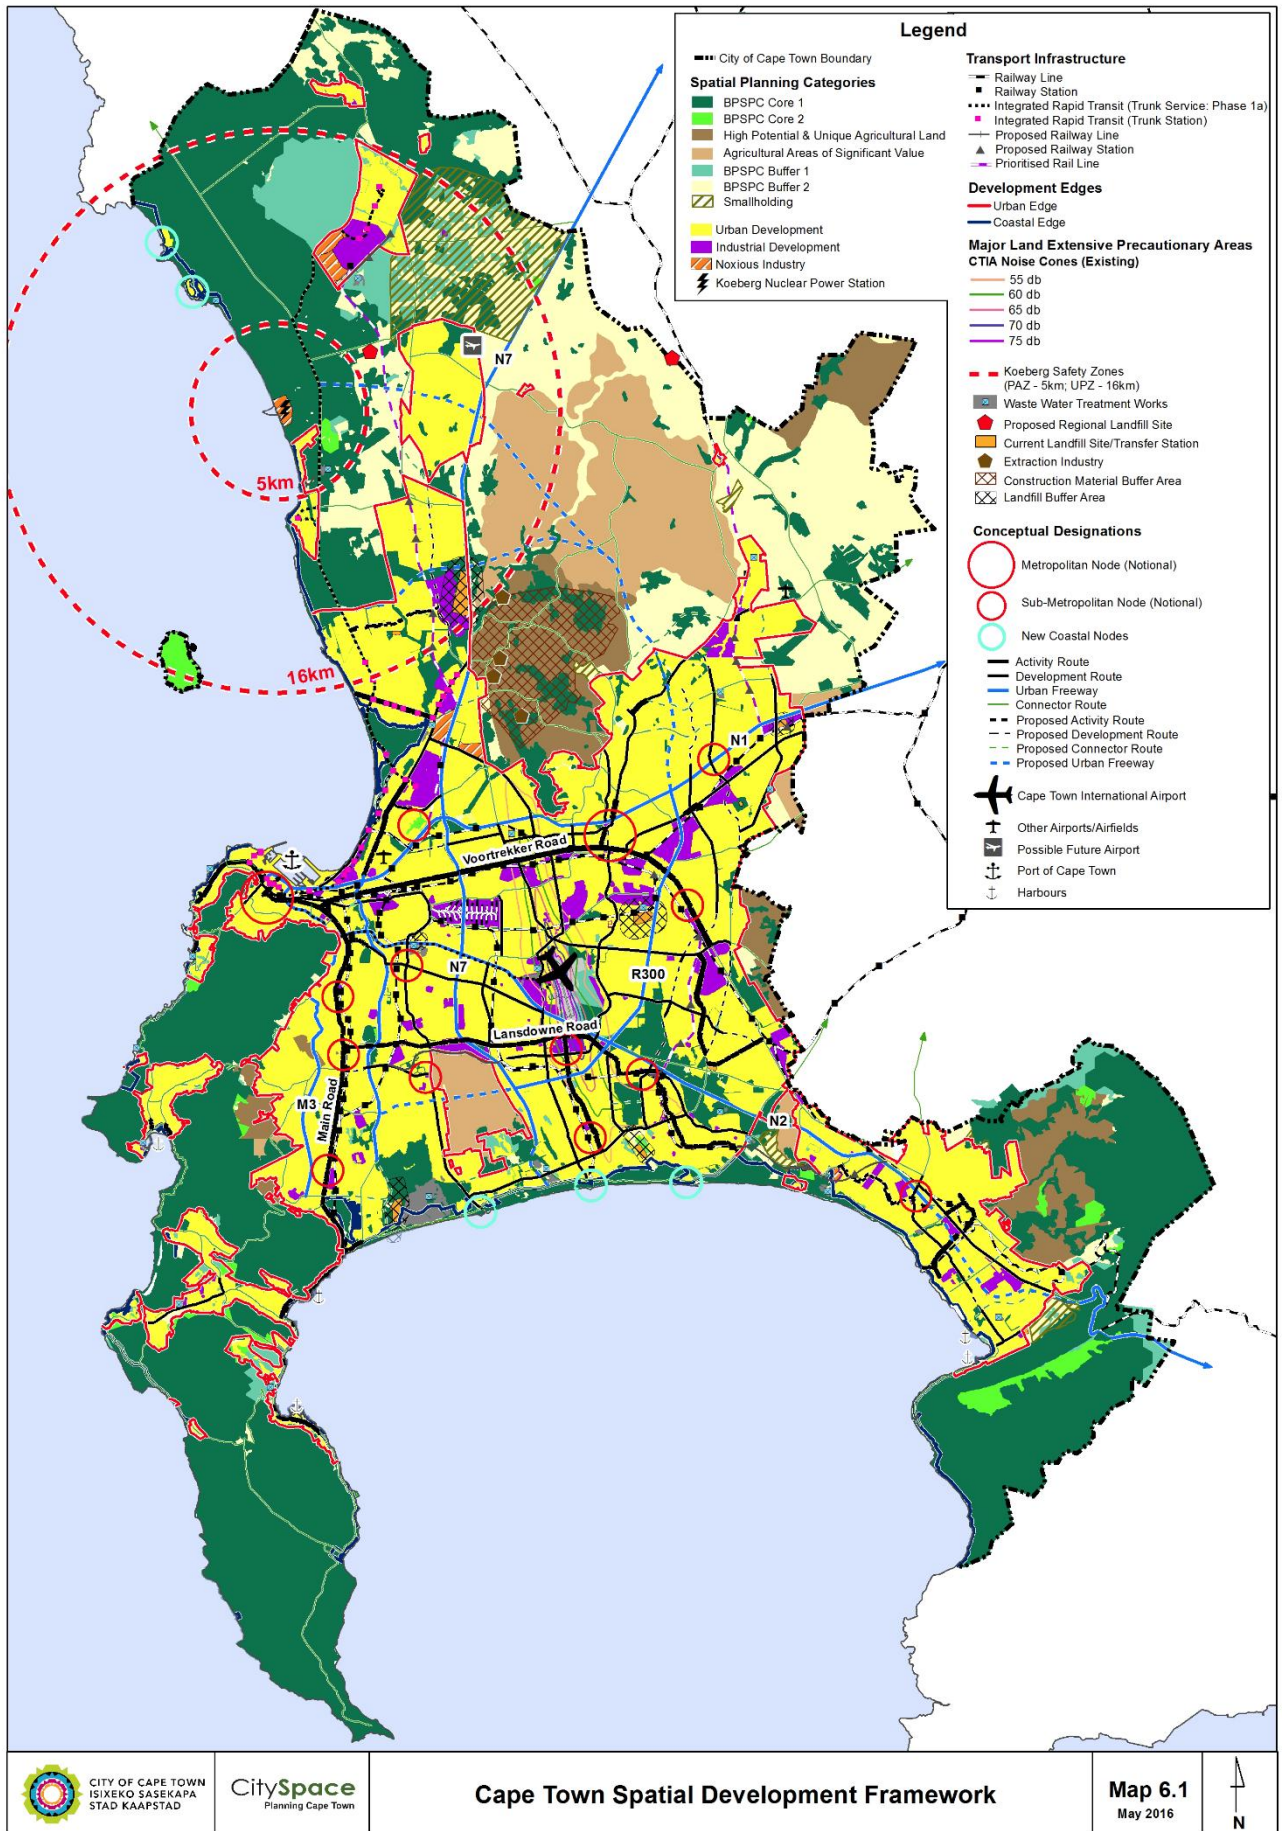 Legend
City of Cape Town Boundary
Spatial Planning Categories
BPSPC Core 1
BPSPC Core 2
High Potential & Unique Agricultural Land
Agricultural Areas of Significant Value
BPSPC Buffer 1
BPSPC Buffer 2
Smallholding
Urban Development
Industrial Development
Noxious Industry
Koeberg Nuclear Power Station
Transport Infrastructure
Railway Line
Railway Station
Integrated Rapid Transit (Trunk Service: Phase 1a)
Integrated Rapid Transit (Trunk Station)
Proposed Railway Line
Proposed Railway Station
Prioritised Rail Line
Development Edges
Urban Edge
Coastal Edge
Major Land Extensive Precautionary Areas
CTIA Noise Cones (Existing)
55 db
60 db
65 db
70 db
75 db
Koeberg Safety Zones
(PAZ - 5km; UPZ - 16km)
Waste Water Treatment Works
Proposed Regional Landfill Site
Current Landfill Site/Transfer Station
Extraction Industry
Construction Material Buffer Area
Landfill Buffer Area
Conceptual Designations
Metropolitan Node (Notional)
Sub-Metropolitan Node (Notional)
New Coastal Nodes
Activity Route
Development Route
Urban Freeway
Connector Route
Proposed Activity Route
Proposed Development Route
Proposed Connector Route
Proposed Urban Freeway
Cape Town International Airport
Other Airports/Airfields
Possible Future Airport
Port of Cape Town
Harbours
N7
5km
16km
N1
Voortrekker Road
N7
R300
Lansdowne Road
M3
Main Road
N2
CITY OF CAPE TOWN
ISIXEKO SASEKAPA
STAD KAAPSTAD
CitySpace
Planning Cape Town
Cape Town Spatial Development Framework
Map 6.1
May 2016
N